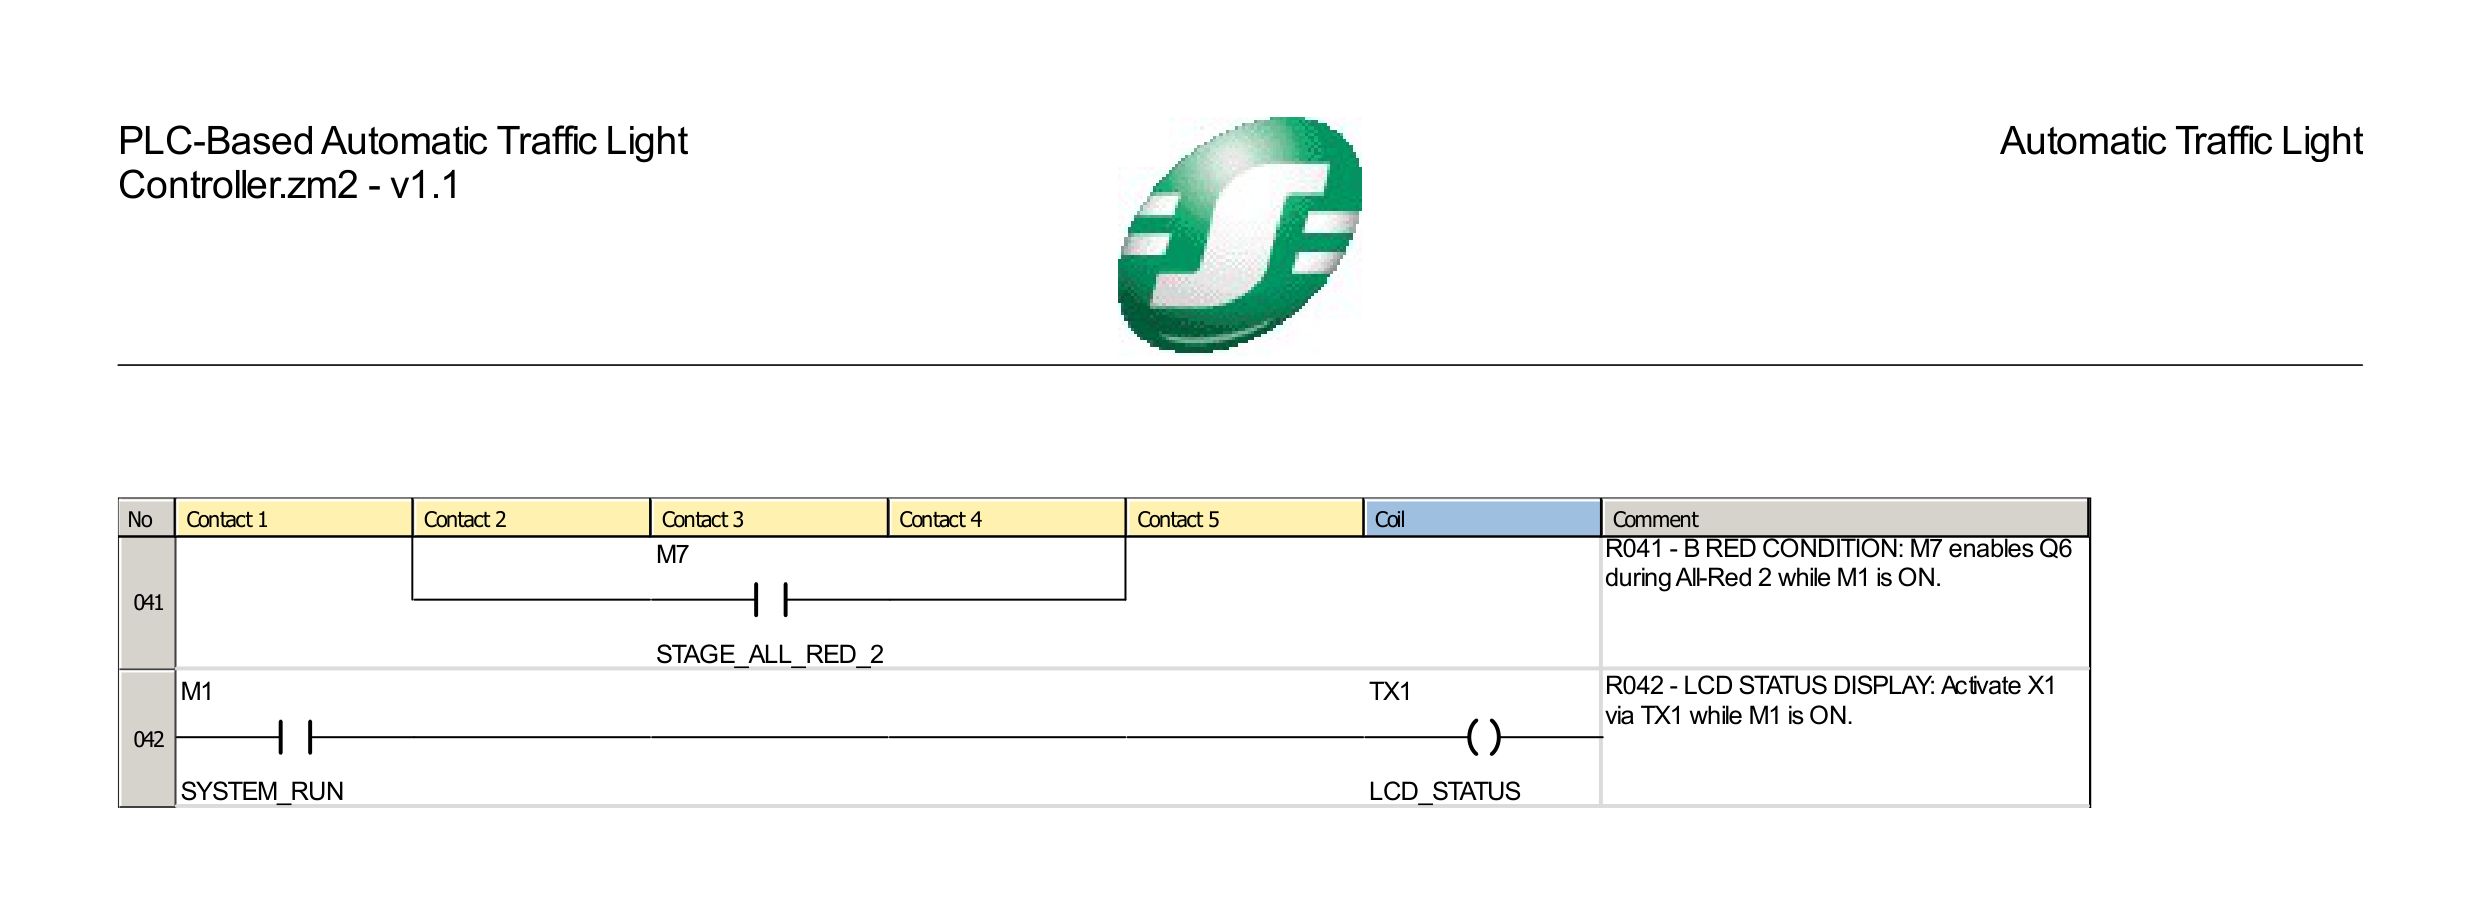 PLC-Based Automatic Traffic Light
Controller.zm2 - v1.1
Automatic Traffic Light
No Contact 1 Contact 2 Contact 3 Contact 4 Contact 5 Coil Comment
041
M7
STAGE_ALL_RED_2
R041 - B RED CONDITION: M7 enables Q6
during All-Red 2 while M1 is ON.
042
M1
SYSTEM_RUN
TX1
LCD_STATUS
R042 - LCD STATUS DISPLAY: Activate X1
via TX1 while M1 is ON.